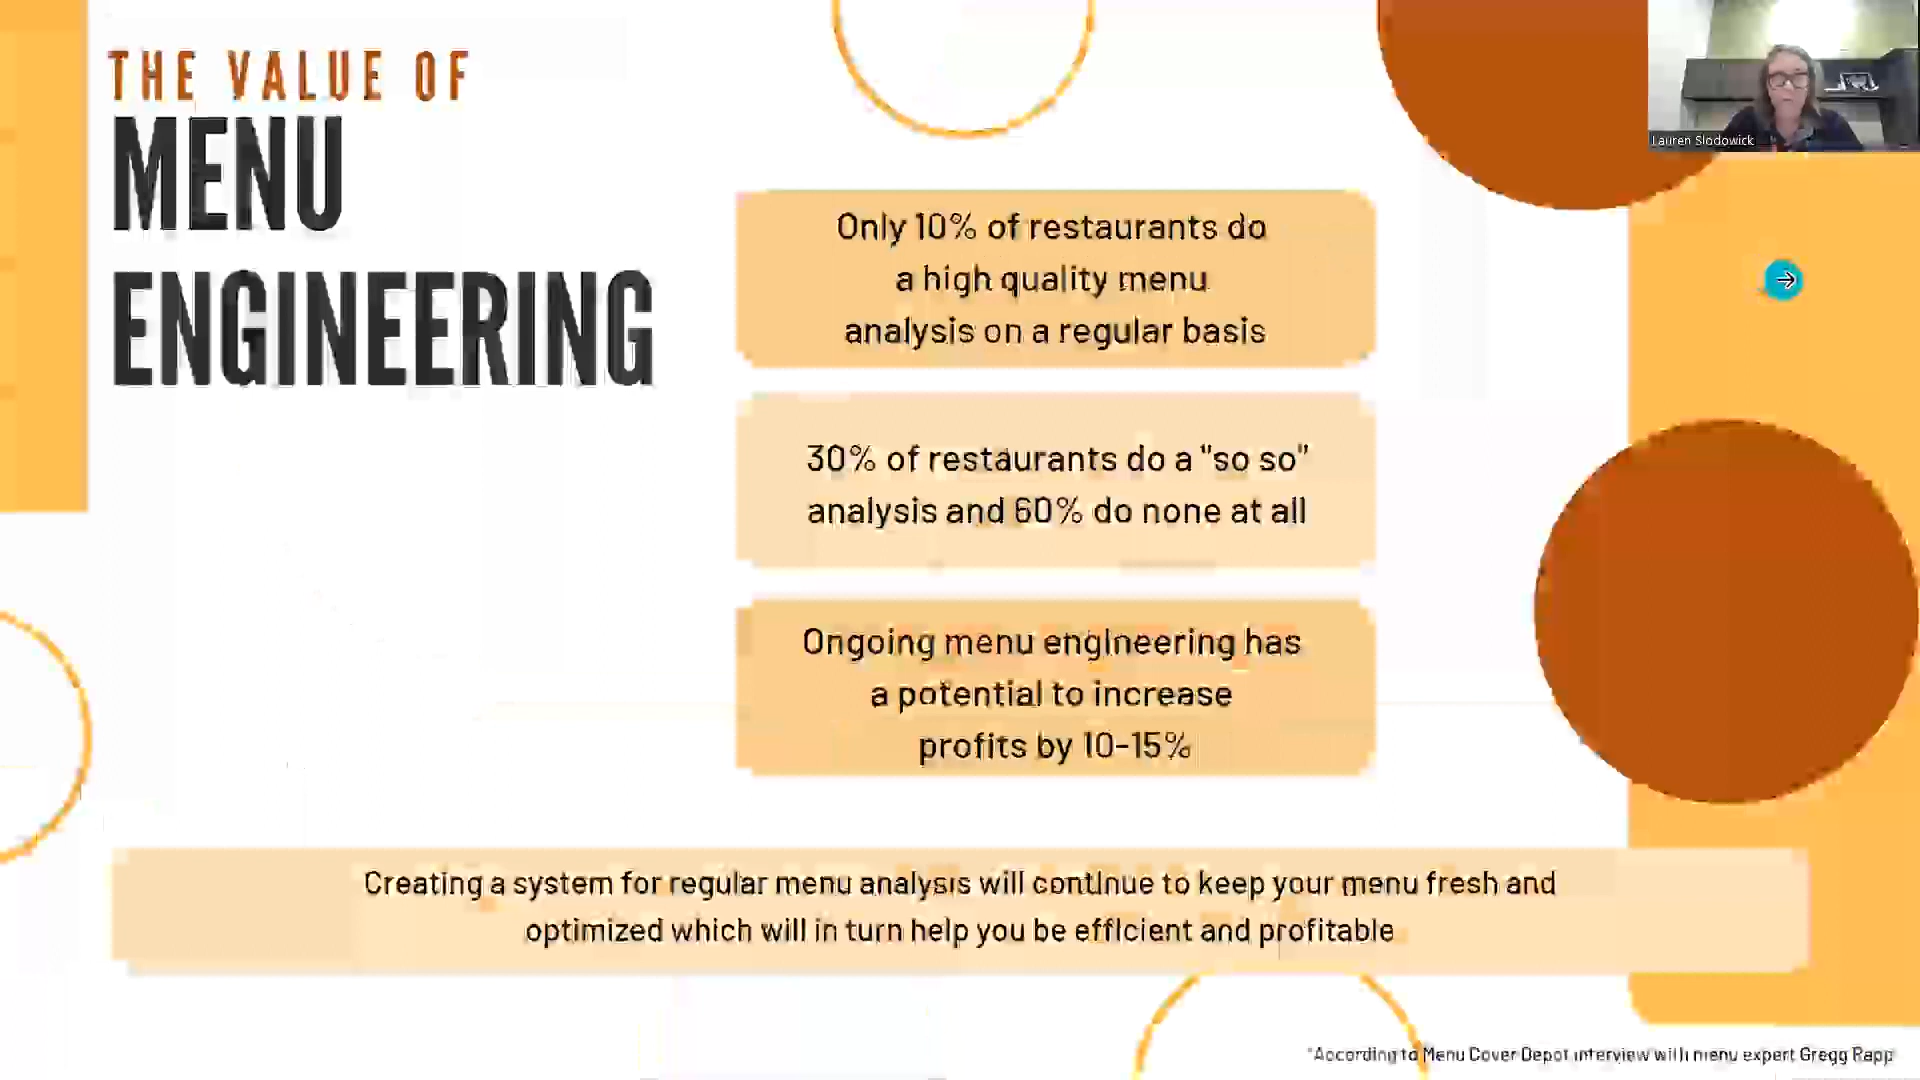 THE VALUE OF
MENU
ENGINEERING
Only 10% of restaurants do
a high quality menu
analysis on a regular basis
30% of restaurants do a "so so"
analysis and 60% do none at all
Ongoing menu engineering has
a potential to increase
profits by 10-15%
Creating a system for regular menu analysis will continue to keep your menu fresh and
optimized which will in turn help you be efficient and profitable
*According to Menu Cover Depot interview with menu expert Gregg Rapp
Lauren Slodowick